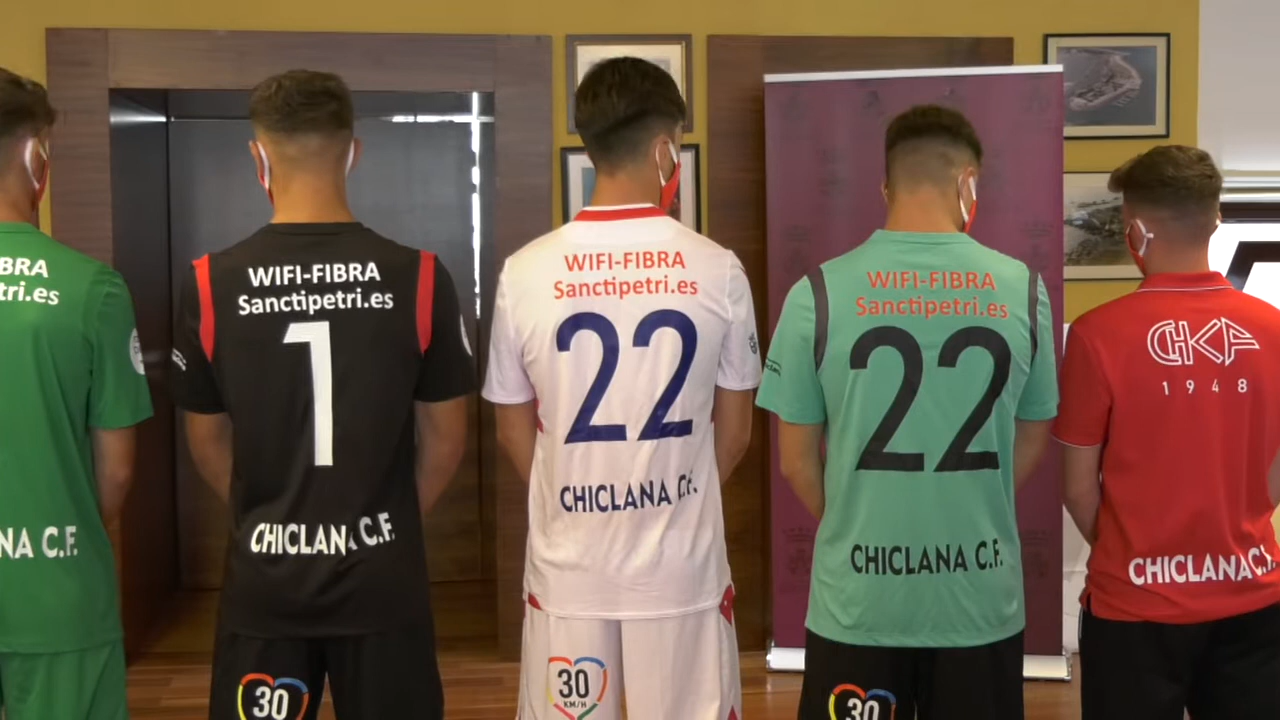 BRA
tri.es
NA C.F.
WIFI-FIBRA
Sanctipetri.es
1
CHICLANA C.F.
30
WIFI-FIBRA
Sanctipetri.es
22
CHICLANA C.F.
30
KM/H
WIFI-FIBRA
Sanctipetri.es
22
CHICLANA C.F.
30
CHCF
1948
CHICLANA C.F.